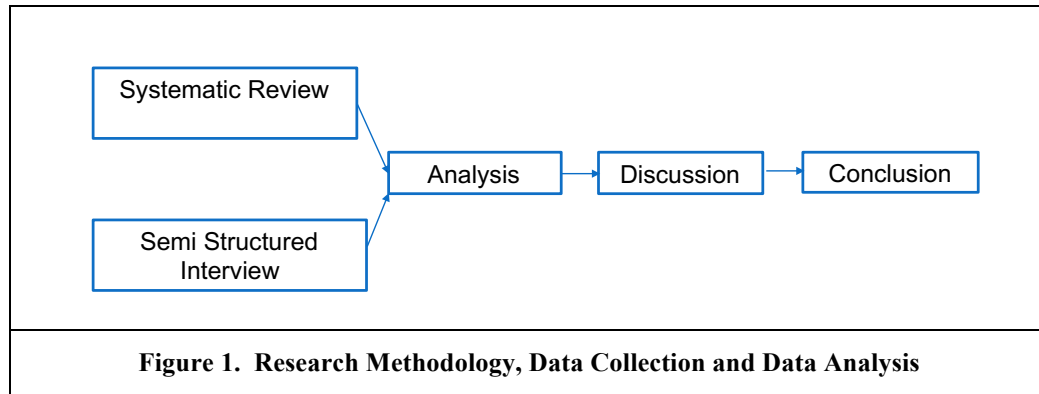 Systematic Review
Semi Structured
Interview
Analysis
Discussion
Conclusion
Figure 1. Research Methodology, Data Collection and Data Analysis